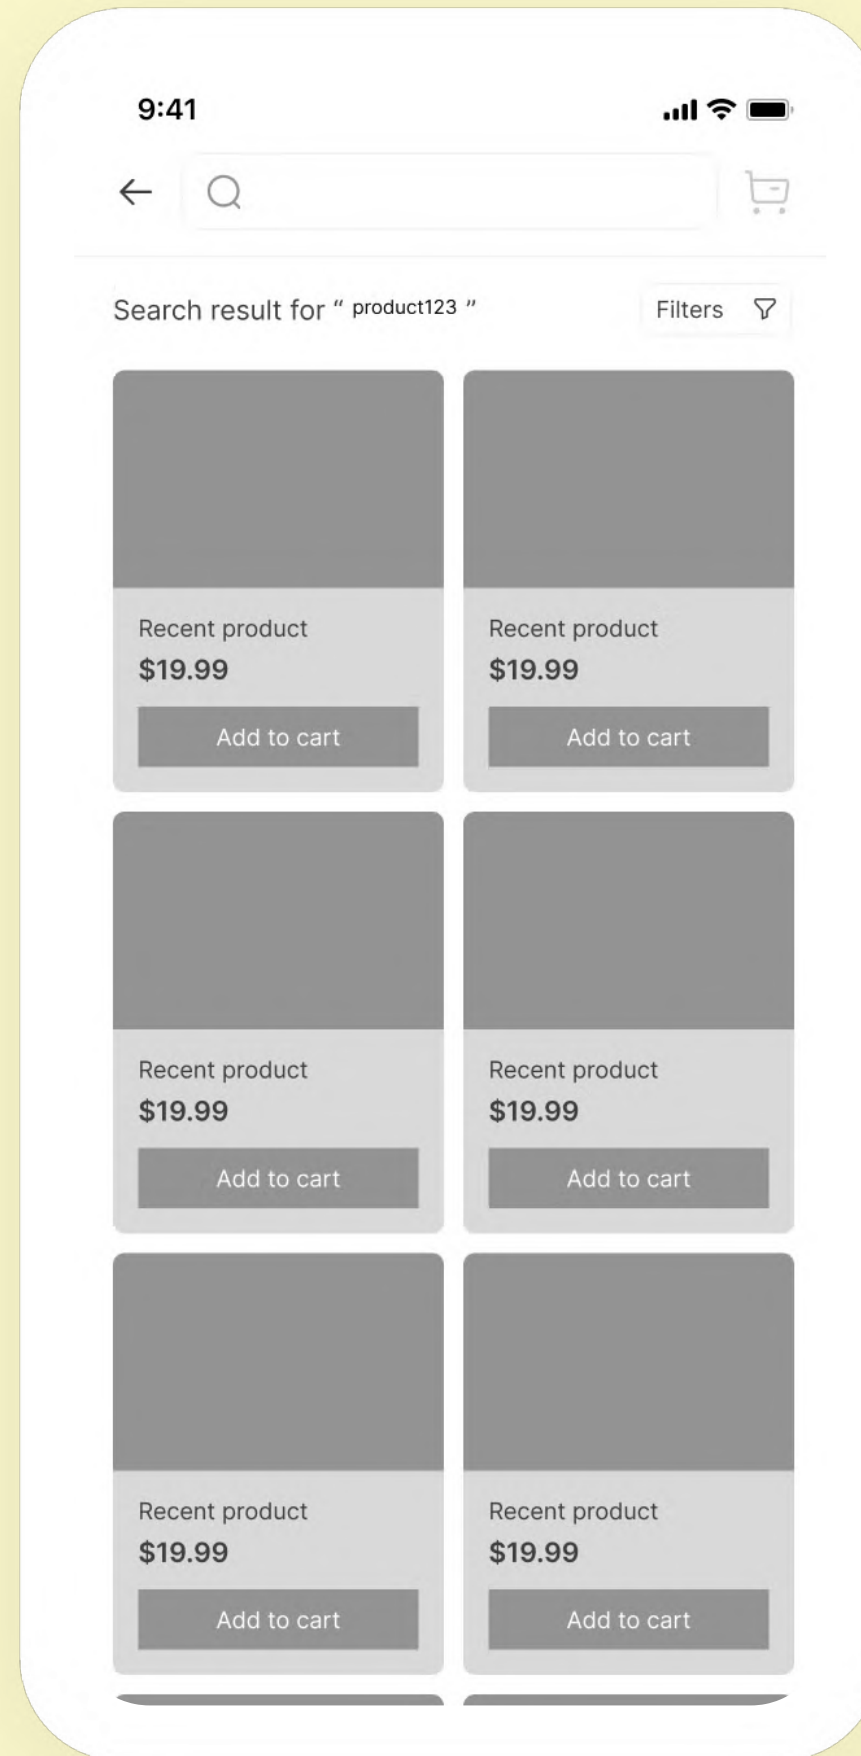 9:41
Search result for “ product123 ”
Filters
Recent product
Recent product
$19.99
$19.99
Add to cart
Add to cart
Recent product
Recent product
$19.99
$19.99
Add to cart
Add to cart
Recent product
Recent product
$19.99
$19.99
Add to cart
Add to cart